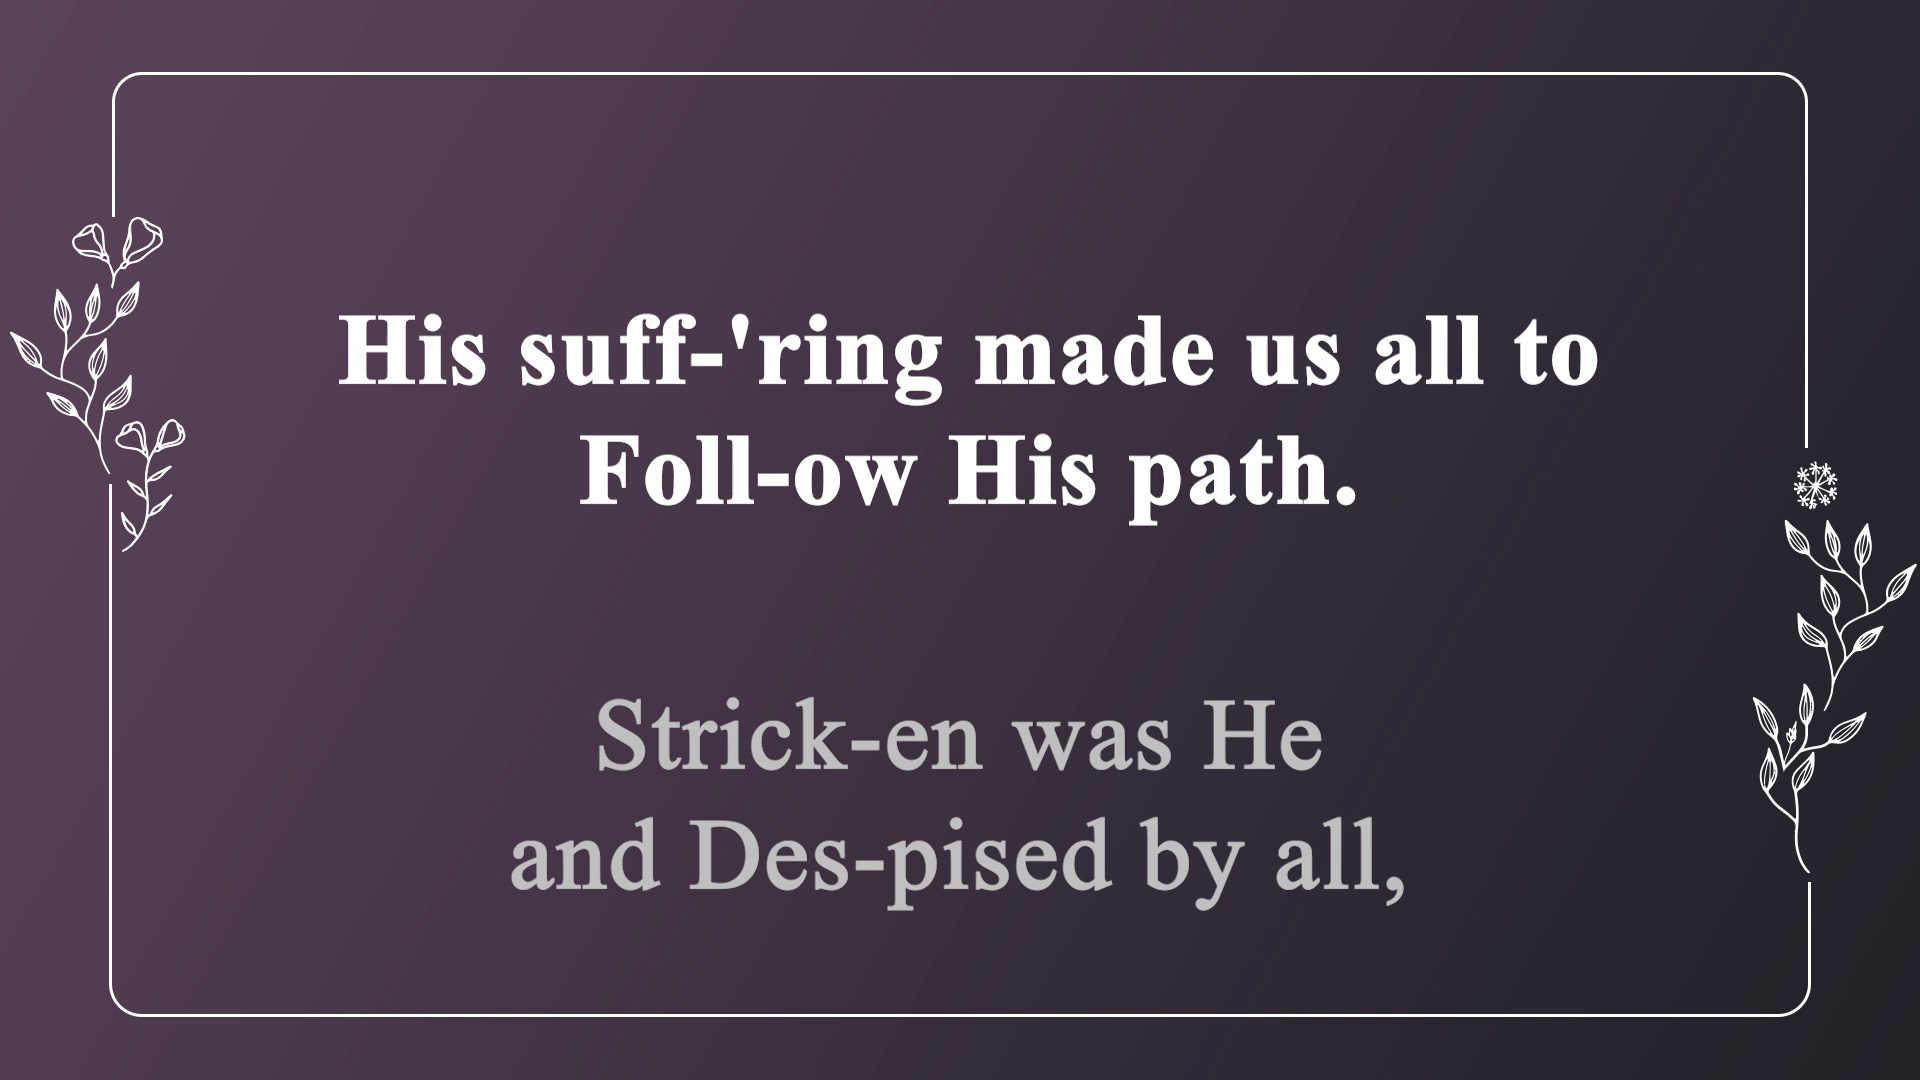 His suff-'ring made us all to
Foll-ow His path.
Strick-en was He
and Des-pised by all,